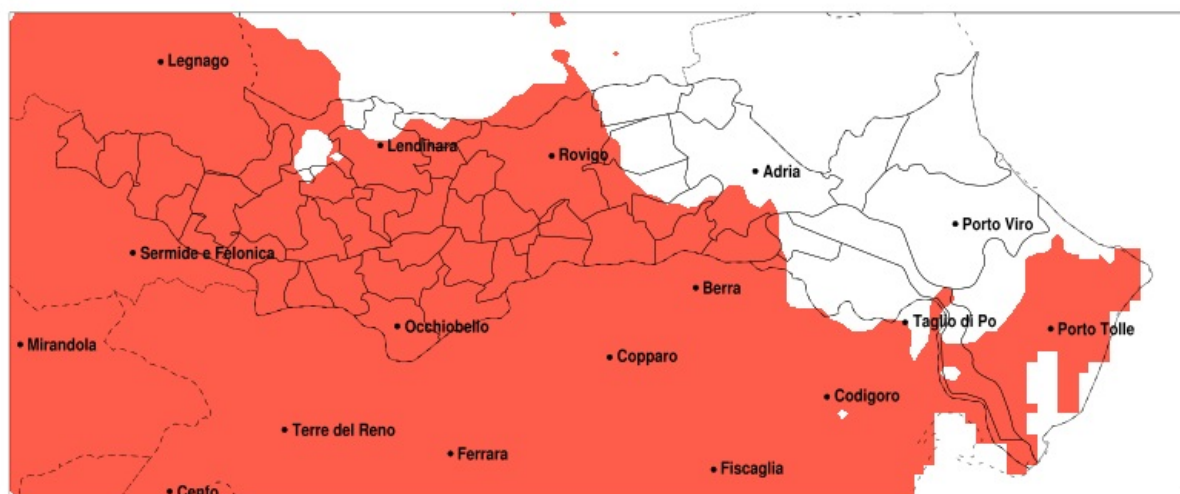 Legnago
Lendinara
Rovigo
Adria
Porto Viro
Sermide e Felonica
Berra
Taglio di Po
Occhiobello
Porto Tolle
Mirandola
Copparo
Codigoro
Terre del Reno
Ferrara
Fiscaglia
Cento